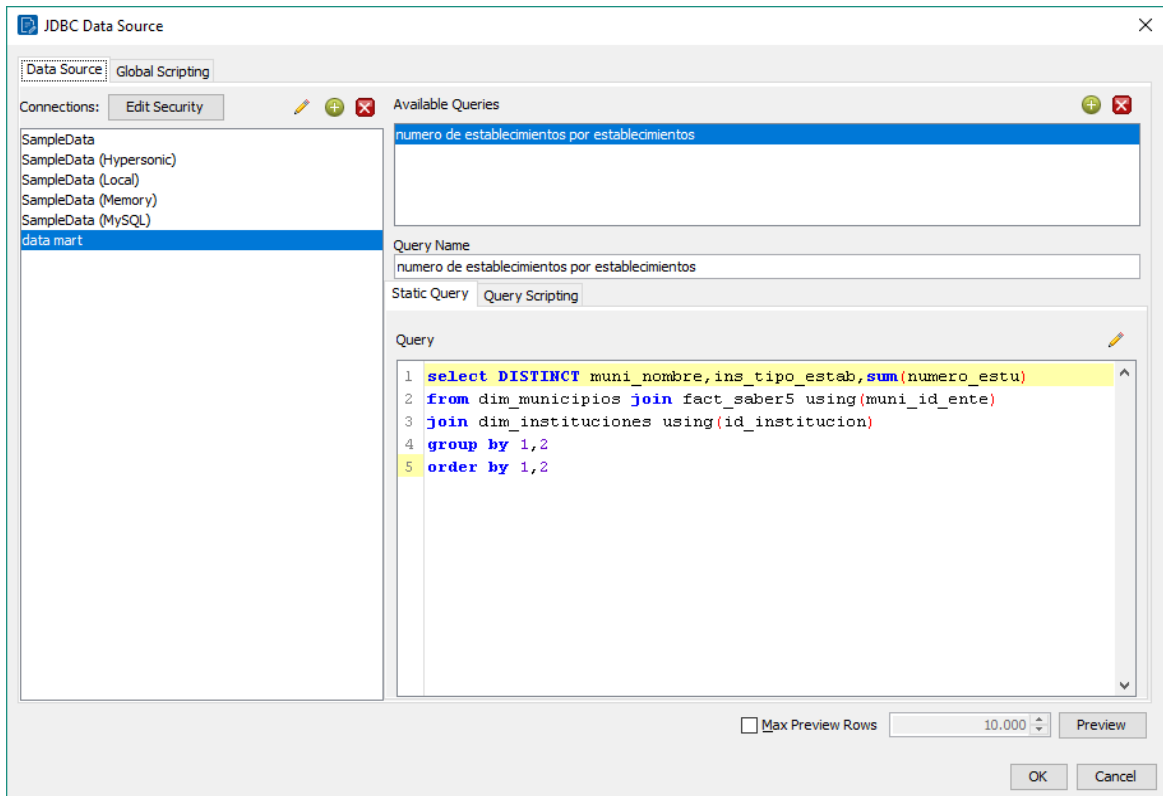 JDBC Data Source
Data Source Global Scripting
Connections: Edit Security
SampleData
SampleData (Hypersonic)
SampleData (Local)
SampleData (Memory)
SampleData (MySQL)
data mart
Available Queries
numero de establecimientos por establecimientos
Query Name
numero de establecimientos por establecimientos
Static Query Query Scripting
Query
1 select DISTINCT muni_nombre,ins_tipo_estab,sum(numero_estu)
2 from dim_municipios join fact_saber5 using(muni_id_ente)
3 join dim_instituciones using(id_institucion)
4 group by 1,2
5 order by 1,2
Max Preview Rows 10.000 Preview
OK Cancel